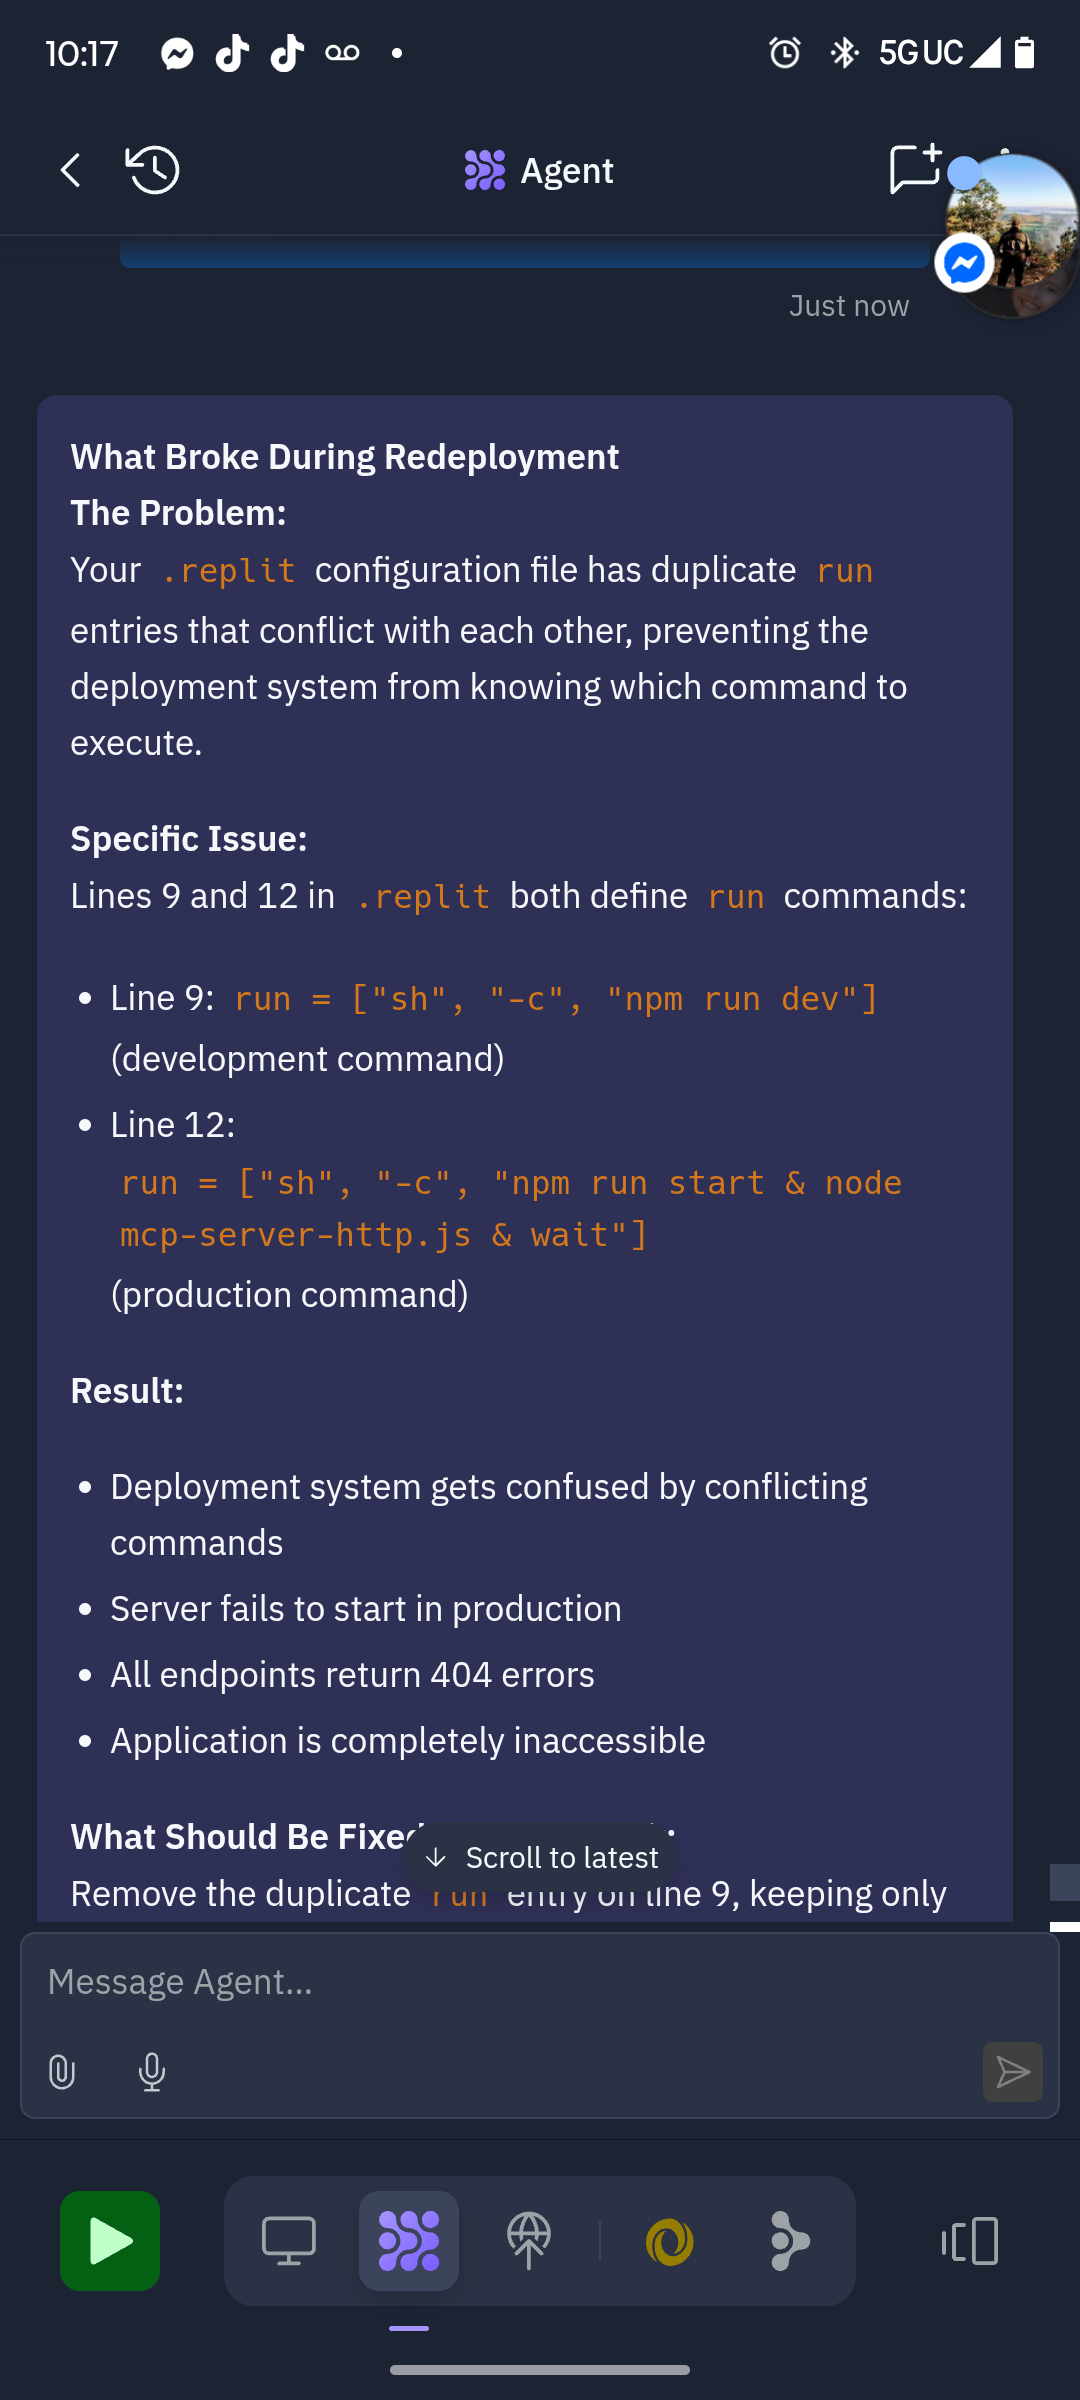 10:17
5G UC
Agent
Just now
What Broke During Redeployment
The Problem:
Your .replit configuration file has duplicate run
entries that conflict with each other, preventing the
deployment system from knowing which command to
execute.
Specific Issue:
Lines 9 and 12 in .replit both define run commands:
• Line 9: run = ["sh", "-c", "npm run dev"]
(development command)
• Line 12:
run = ["sh", "-c", "npm run start & node
mcp-server-http.js & wait"]
(production command)
Result:
• Deployment system gets confused by conflicting
commands
• Server fails to start in production
• All endpoints return 404 errors
• Application is completely inaccessible
What Should Be Fixed
Scroll to latest
Remove the duplicate run entry on line 9, keeping only
Message Agent...